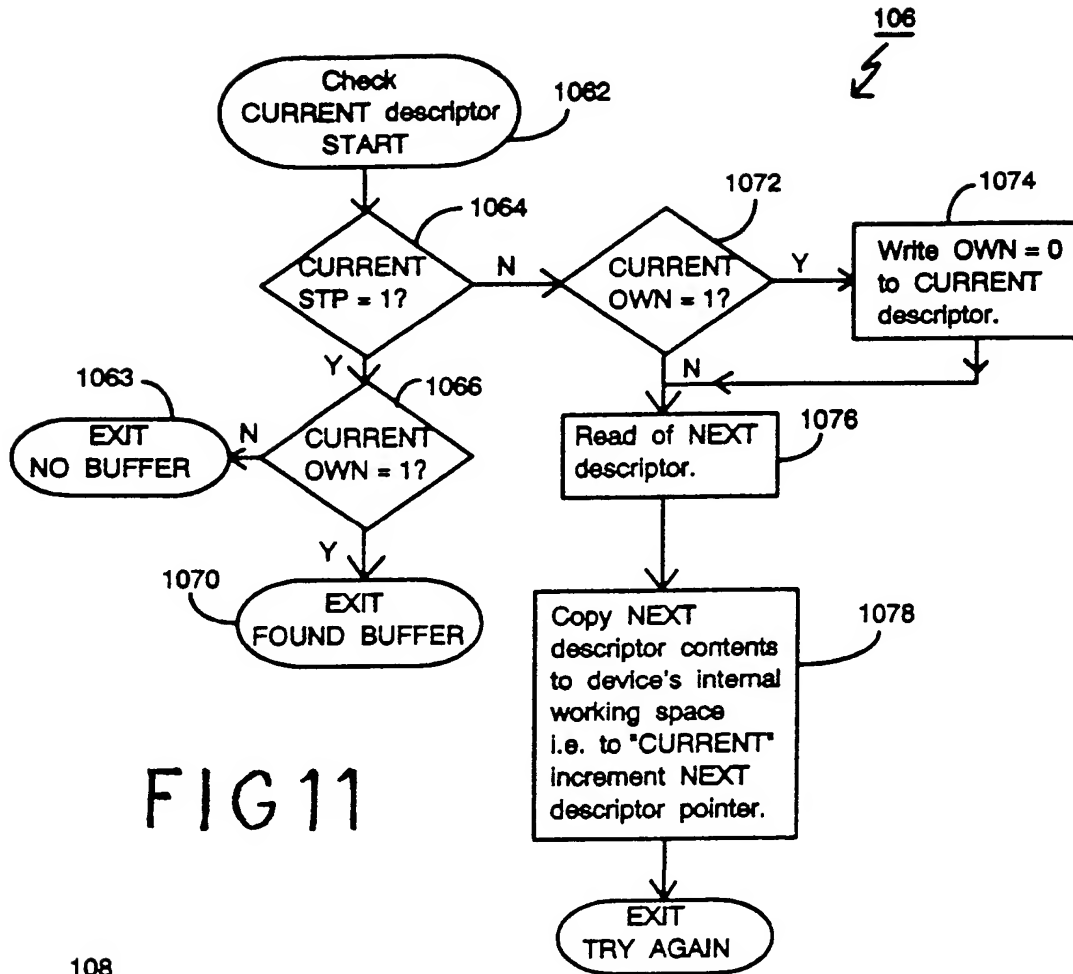 106
Check
CURRENT descriptor
START
1062
CURRENT
STP = 1?
1064
N
Y
CURRENT
OWN = 1?
1072
Y
N
Write OWN = 0
to CURRENT
descriptor.
1074
1063
EXIT
NO BUFFER
N
CURRENT
OWN = 1?
1066
Y
1070
EXIT
FOUND BUFFER
Read of NEXT
descriptor.
1076
Copy NEXT
descriptor contents
to device's internal
working space
i.e. to "CURRENT"
increment NEXT
descriptor pointer.
1078
EXIT
TRY AGAIN
FIG11
108